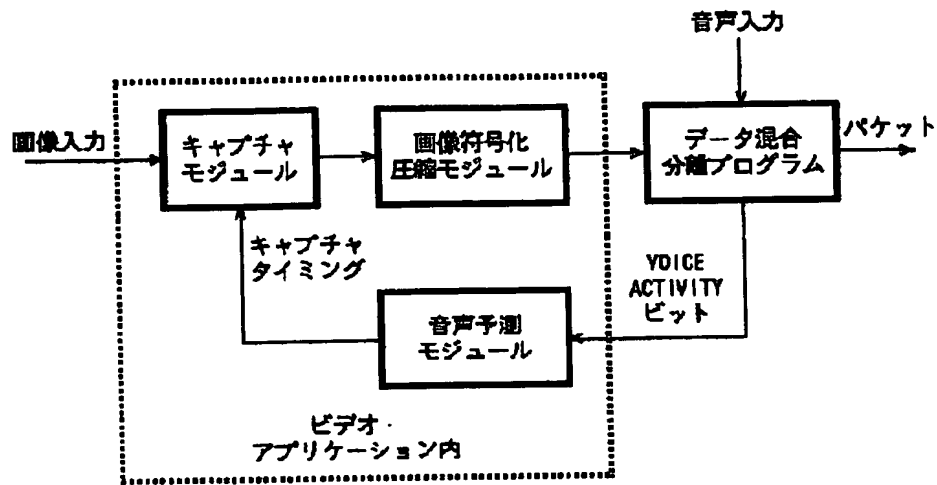 音声入力
画像入力
キャプチャ
モジュール
画像符号化
圧縮モジュール
データ混合
分離プログラム
パケット
キャプチャ
タイミング
音声予測
モジュール
VOICE
ACTIVITY
ビット
ビデオ・
アプリケーション内